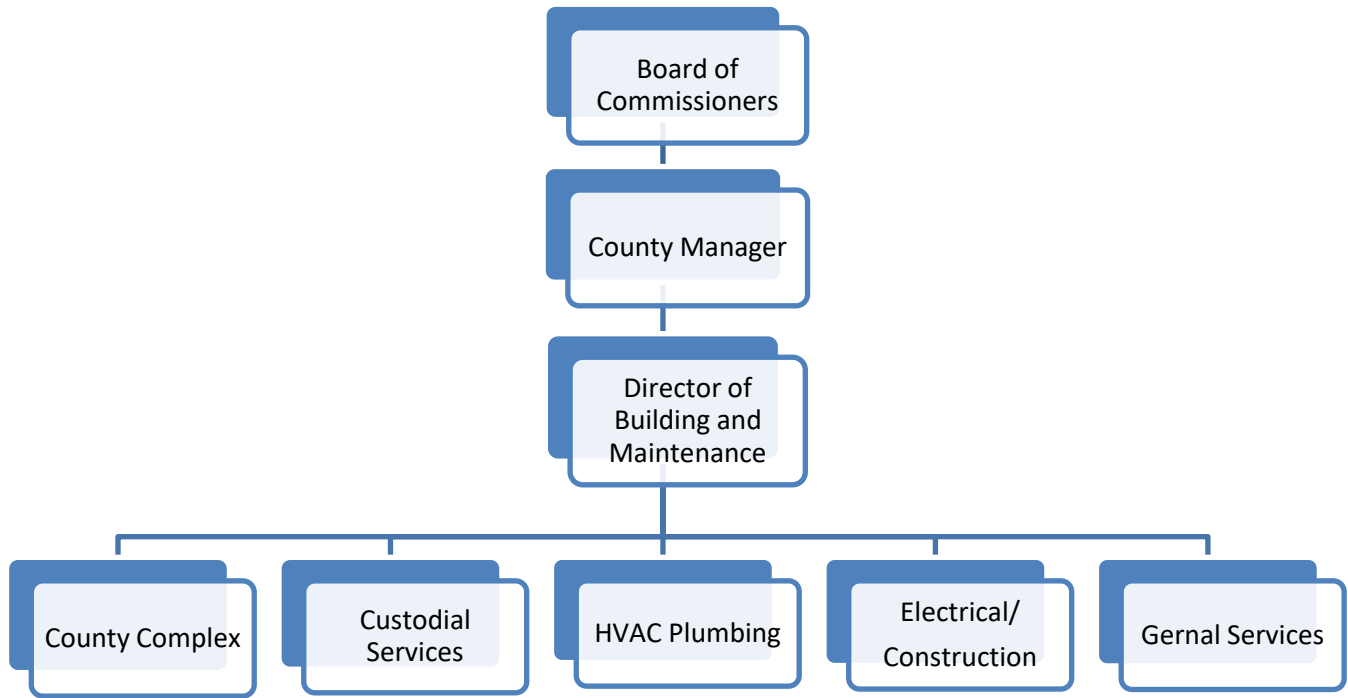 Board of
Commissioners
County Manager
Director of
Building and
Maintenance
County Complex
Custodial
Services
HVAC Plumbing
Electrical/
Construction
Gernal Services